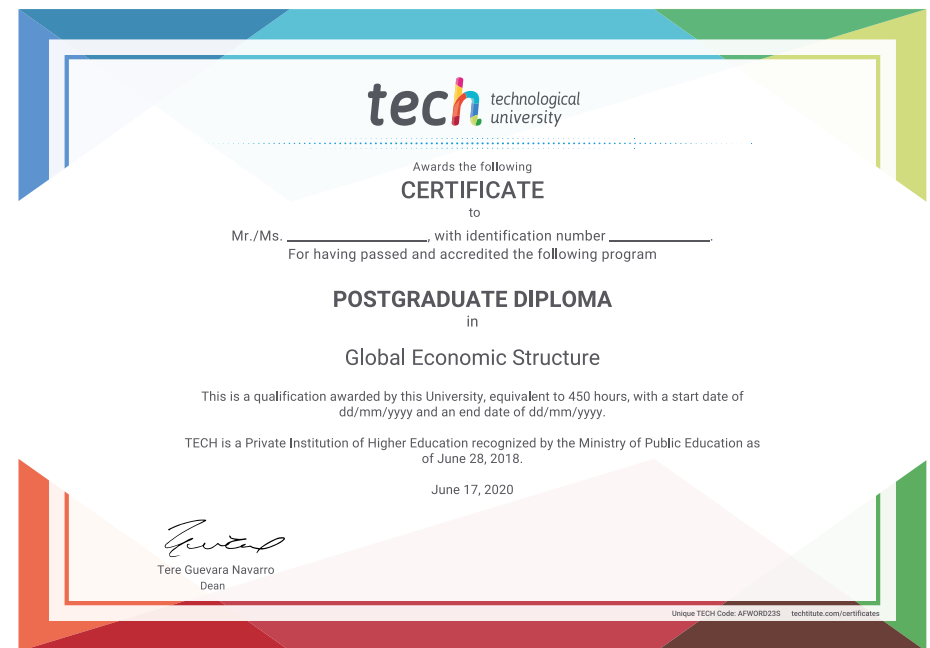 tech technological
university
Awards the following
CERTIFICATE
to
Mr./Ms. ____________________, with identification number ______________.
For having passed and accredited the following program
POSTGRADUATE DIPLOMA
in
Global Economic Structure
This is a qualification awarded by this University, equivalent to 450 hours, with a start date of
dd/mm/yyyy and an end date of dd/mm/yyyy.
TECH is a Private Institution of Higher Education recognized by the Ministry of Public Education as
of June 28, 2018.
June 17, 2020
Tere Guevara Navarro
Dean
Unique TECH Code: AFWORD23S techtitute.com/certificates